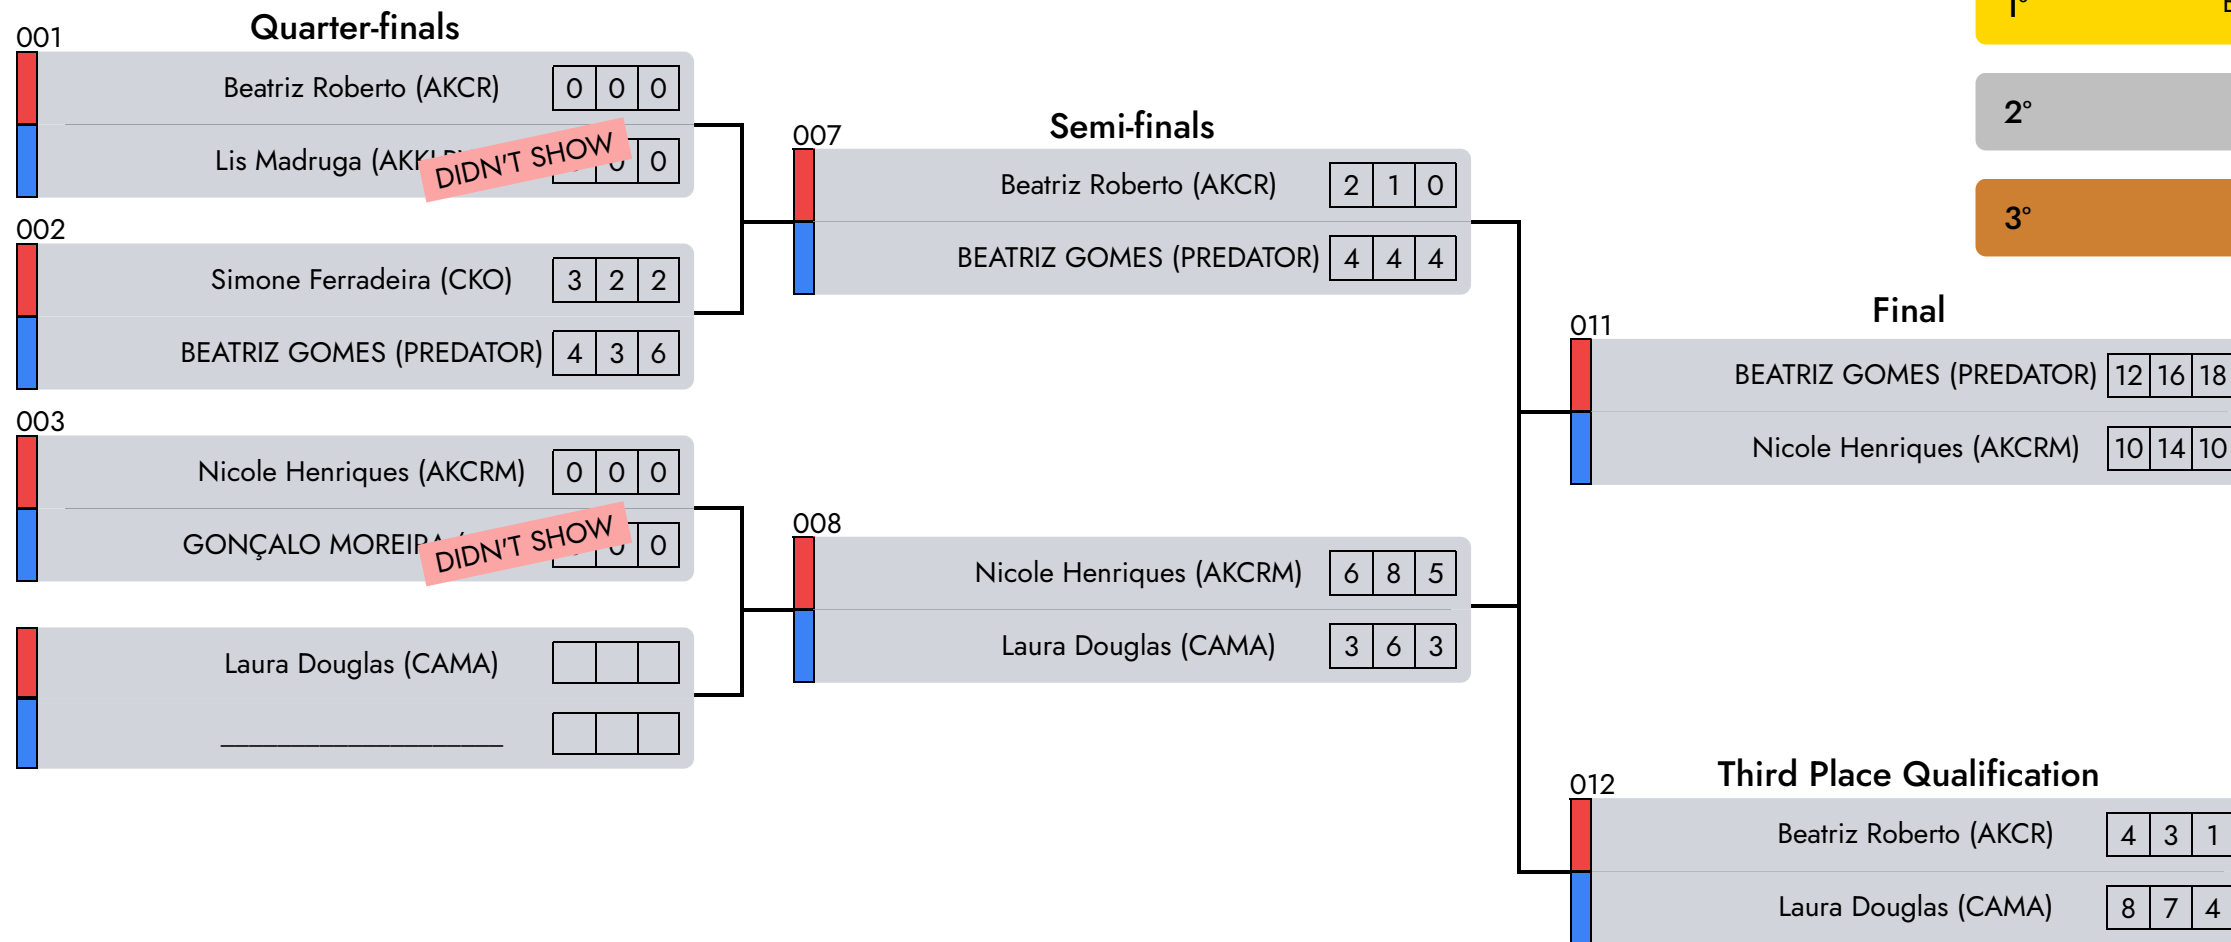 Quarter-finals
001
Beatriz Roberto (AKCR) 0 0 0
Lis Madruga 0 0
DIDN'T SHOW
002
Simone Ferradeira (CKO) 3 2 2
BEATRIZ GOMES (PREDATOR) 4 3 6
003
Nicole Henriques (AKCRM) 0 0 0
GONÇALO MOREIRA 0 0
DIDN'T SHOW
Laura Douglas (CAMA)
Semi-finals
007
Beatriz Roberto (AKCR) 2 1 0
BEATRIZ GOMES (PREDATOR) 4 4 4
008
Nicole Henriques (AKCRM) 6 8 5
Laura Douglas (CAMA) 3 6 3
1°
2°
3°
Final
011
BEATRIZ GOMES (PREDATOR) 12 16 18
Nicole Henriques (AKCRM) 10 14 10
Third Place Qualification
012
Beatriz Roberto (AKCR) 4 3 1
Laura Douglas (CAMA) 8 7 4